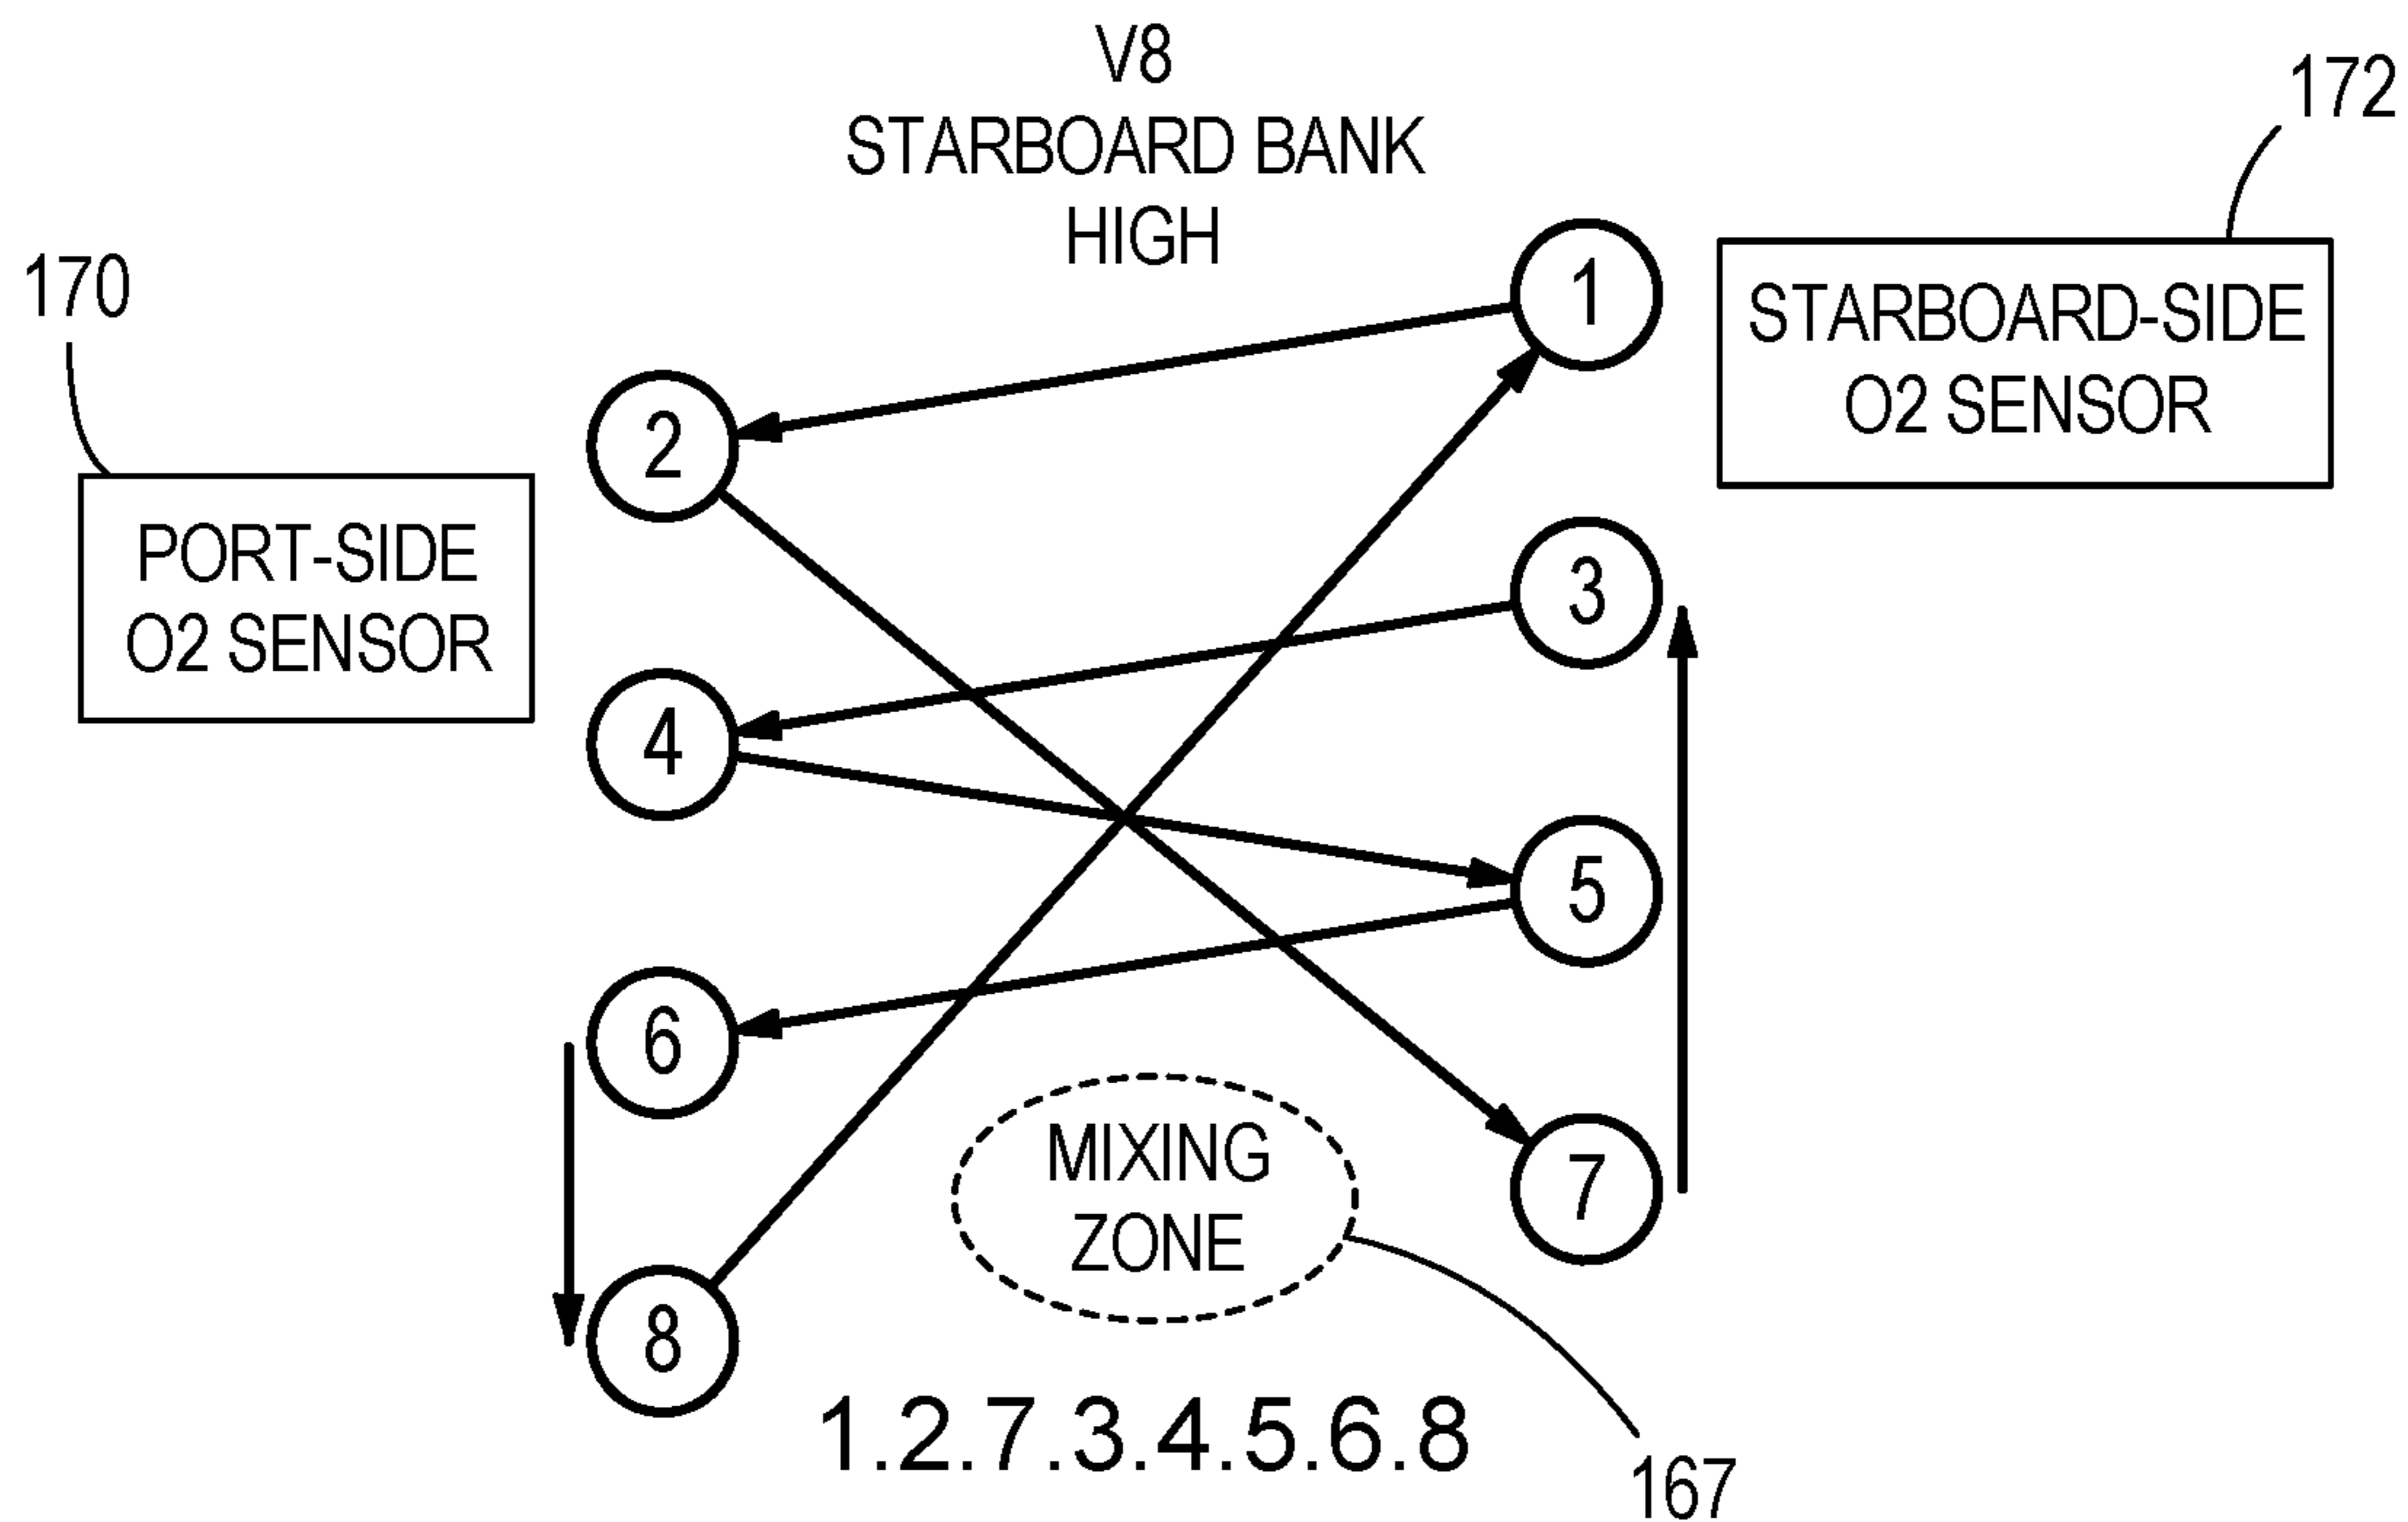 V8
STARBOARD BANK
HIGH
172
170
1
STARBOARD-SIDE
O2 SENSOR
2
PORT-SIDE
O2 SENSOR
3
4
5
6
MIXING
ZONE
7
8
1.2.7.3.4.5.6.8
167